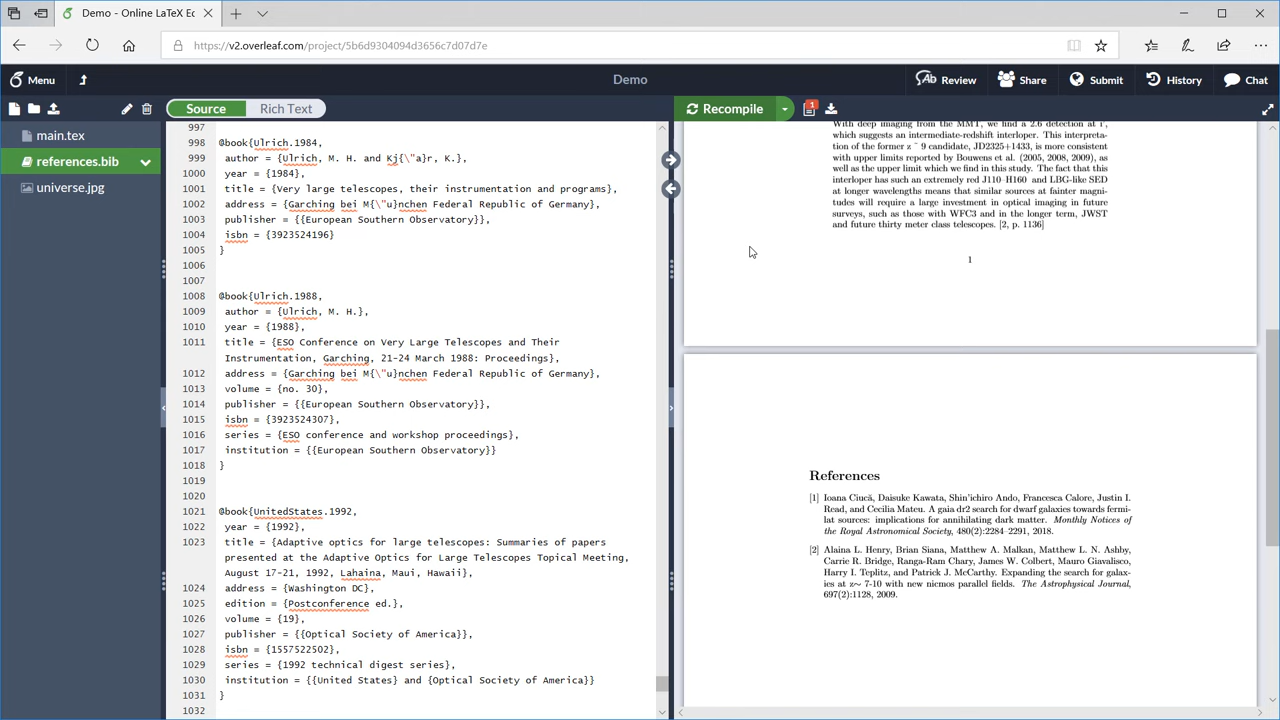 Demo - Online LaTeX Ed
https://v2.overleaf.com/project/5b6d9304094d3656c7d07d7e
Menu
Demo
Review
Share
Submit
History
Chat
Source
Rich Text
Recompile
1
main.tex
references.bib
universe.jpg
997
998 @book{Ulrich.1984,
999 author = {Ulrich, M. H. and Kj{\"a}r, K.},
1000 year = {1984},
1001 title = {Very large telescopes, their instrumentation and programs},
1002 address = {Garching bei M{\"u}nchen Federal Republic of Germany},
1003 publisher = {{European Southern Observatory}},
1004 isbn = {3923524196}
1005 }
1006
1007
1008 @book{Ulrich.1988,
1009 author = {Ulrich, M. H.},
1010 year = {1988},
1011 title = {ESO Conference on Very Large Telescopes and Their
Instrumentation, Garching, 21-24 March 1988: Proceedings},
1012 address = {Garching bei M{\"u}nchen Federal Republic of Germany},
1013 volume = {no. 30},
1014 publisher = {{European Southern Observatory}},
1015 isbn = {3923524307},
1016 series = {ESO conference and workshop proceedings},
1017 institution = {{European Southern Observatory}}
1018 }
1019
1020
1021 @book{UnitedStates.1992,
1022 year = {1992},
1023 title = {Adaptive optics for large telescopes: Summaries of papers
presented at the Adaptive Optics for Large Telescopes Topical Meeting,
August 17-21, 1992, Lahaina, Maui, Hawaii},
1024 address = {Washington DC},
1025 edition = {Postconference ed.},
1026 volume = {19},
1027 publisher = {{Optical Society of America}},
1028 isbn = {1557522502},
1029 series = {1992 technical digest series},
1030 institution = {{United States} and {Optical Society of America}}
1031 }
1032
With deep imaging from the MMT, we find a 2.6 detection at i',
which suggests an intermediate-redshift interloper. This interpreta-
tion of the former z ˜ 9 candidate, JD2325+1433, is more consistent
with upper limits reported by Bouwens et al. (2005, 2008, 2009), as
well as the upper limit which we find in this study. The fact that this
interloper has such an extremely red J110–H160 and LBG-like SED
at longer wavelengths means that similar sources at fainter magni-
tudes will require a large investment in optical imaging in future
surveys, such as those with WFC3 and in the longer term, JWST
and future thirty meter class telescopes. [2, p. 1136]
1
References
[1] Ioana Ciucă, Daisuke Kawata, Shin'ichiro Ando, Francesca Calore, Justin I.
Read, and Cecilia Mateu. A gaia dr2 search for dwarf galaxies towards fermi-
lat sources: implications for annihilating dark matter. Monthly Notices of
the Royal Astronomical Society, 480(2):2284–2291, 2018.
[2] Alaina L. Henry, Brian Siana, Matthew A. Malkan, Matthew L. N. Ashby,
Carrie R. Bridge, Ranga-Ram Chary, James W. Colbert, Mauro Giavalisco,
Harry I. Teplitz, and Patrick J. McCarthy. Expanding the search for galax-
ies at z∼ 7-10 with new nicmos parallel fields. The Astrophysical Journal,
697(2):1128, 2009.